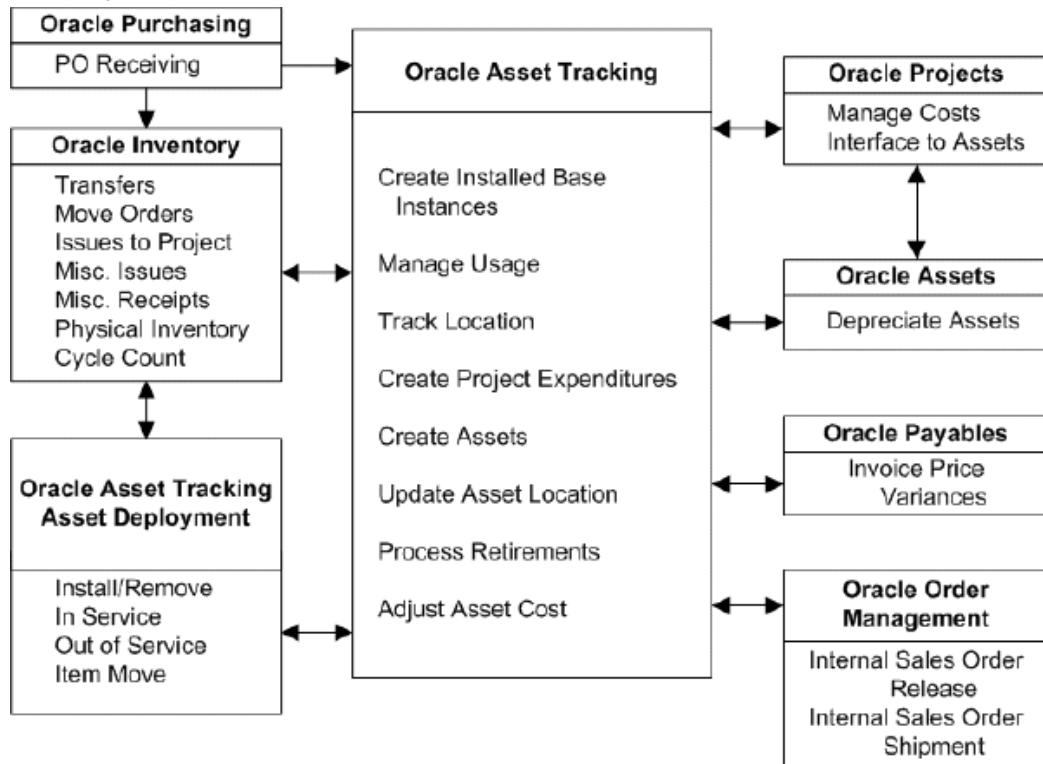 Oracle Purchasing
PO Receiving
Oracle Inventory
Transfers
Move Orders
Issues to Project
Misc. Issues
Misc. Receipts
Physical Inventory
Cycle Count
Oracle Asset Tracking
Asset Deployment
Install/Remove
In Service
Out of Service
Item Move
Oracle Asset Tracking
Create Installed Base
Instances
Manage Usage
Track Location
Create Project Expenditures
Create Assets
Update Asset Location
Process Retirements
Adjust Asset Cost
Oracle Projects
Manage Costs
Interface to Assets
Oracle Assets
Depreciate Assets
Oracle Payables
Invoice Price
Variances
Oracle Order
Management
Internal Sales Order
Release
Internal Sales Order
Shipment